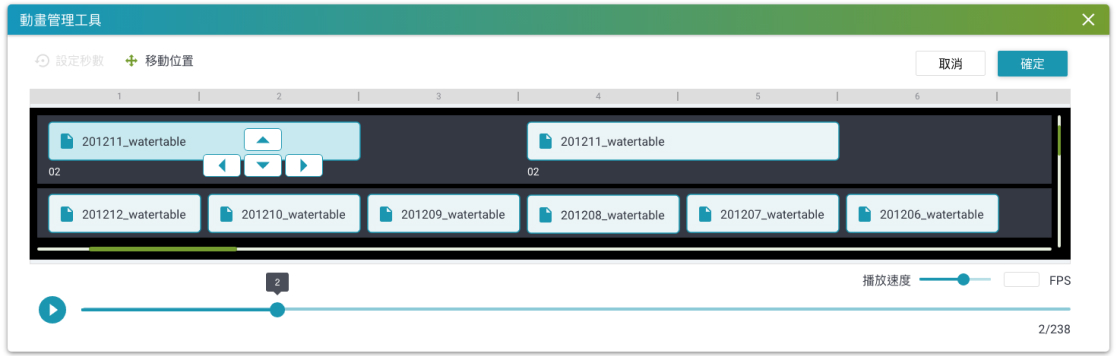 動畫管理工具
設定秒數 移動位置 取消 確定
1 2 3 4 5 6
201211_watertable 201211_watertable
02 02
201212_watertable 201210_watertable 201209_watertable 201208_watertable 201207_watertable 201206_watertable
2
播放速度 FPS
2/238